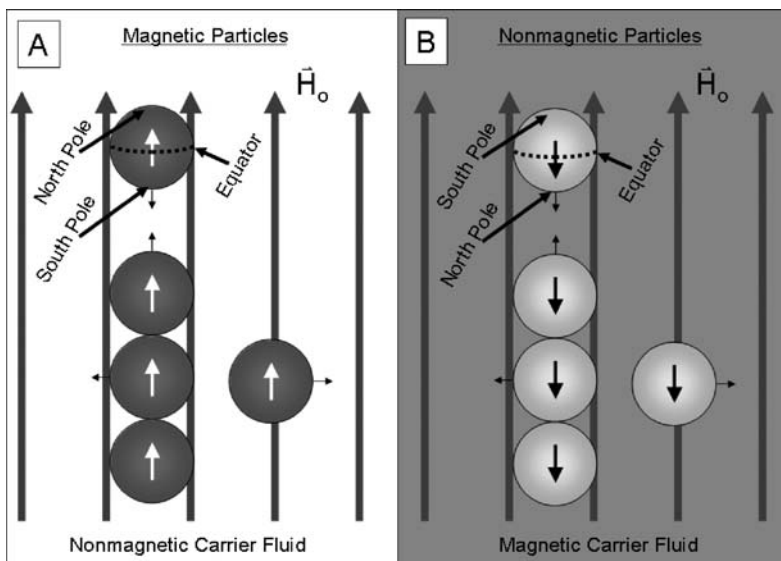 A
Magnetic Particles
H⃗o
North Pole
South Pole
Equator
Nonmagnetic Carrier Fluid
B
Nonmagnetic Particles
H⃗o
South Pole
North Pole
Equator
Magnetic Carrier Fluid